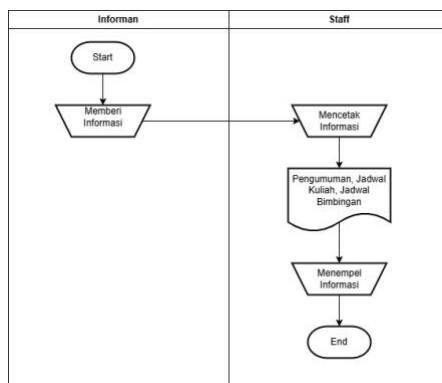 Informan
Staff
Start
Memberi
Informasi
Mencetak
Informasi
Pengumuman, Jadwal
Kuliah, Jadwal
Bimbingan
Menempel
Informasi
End